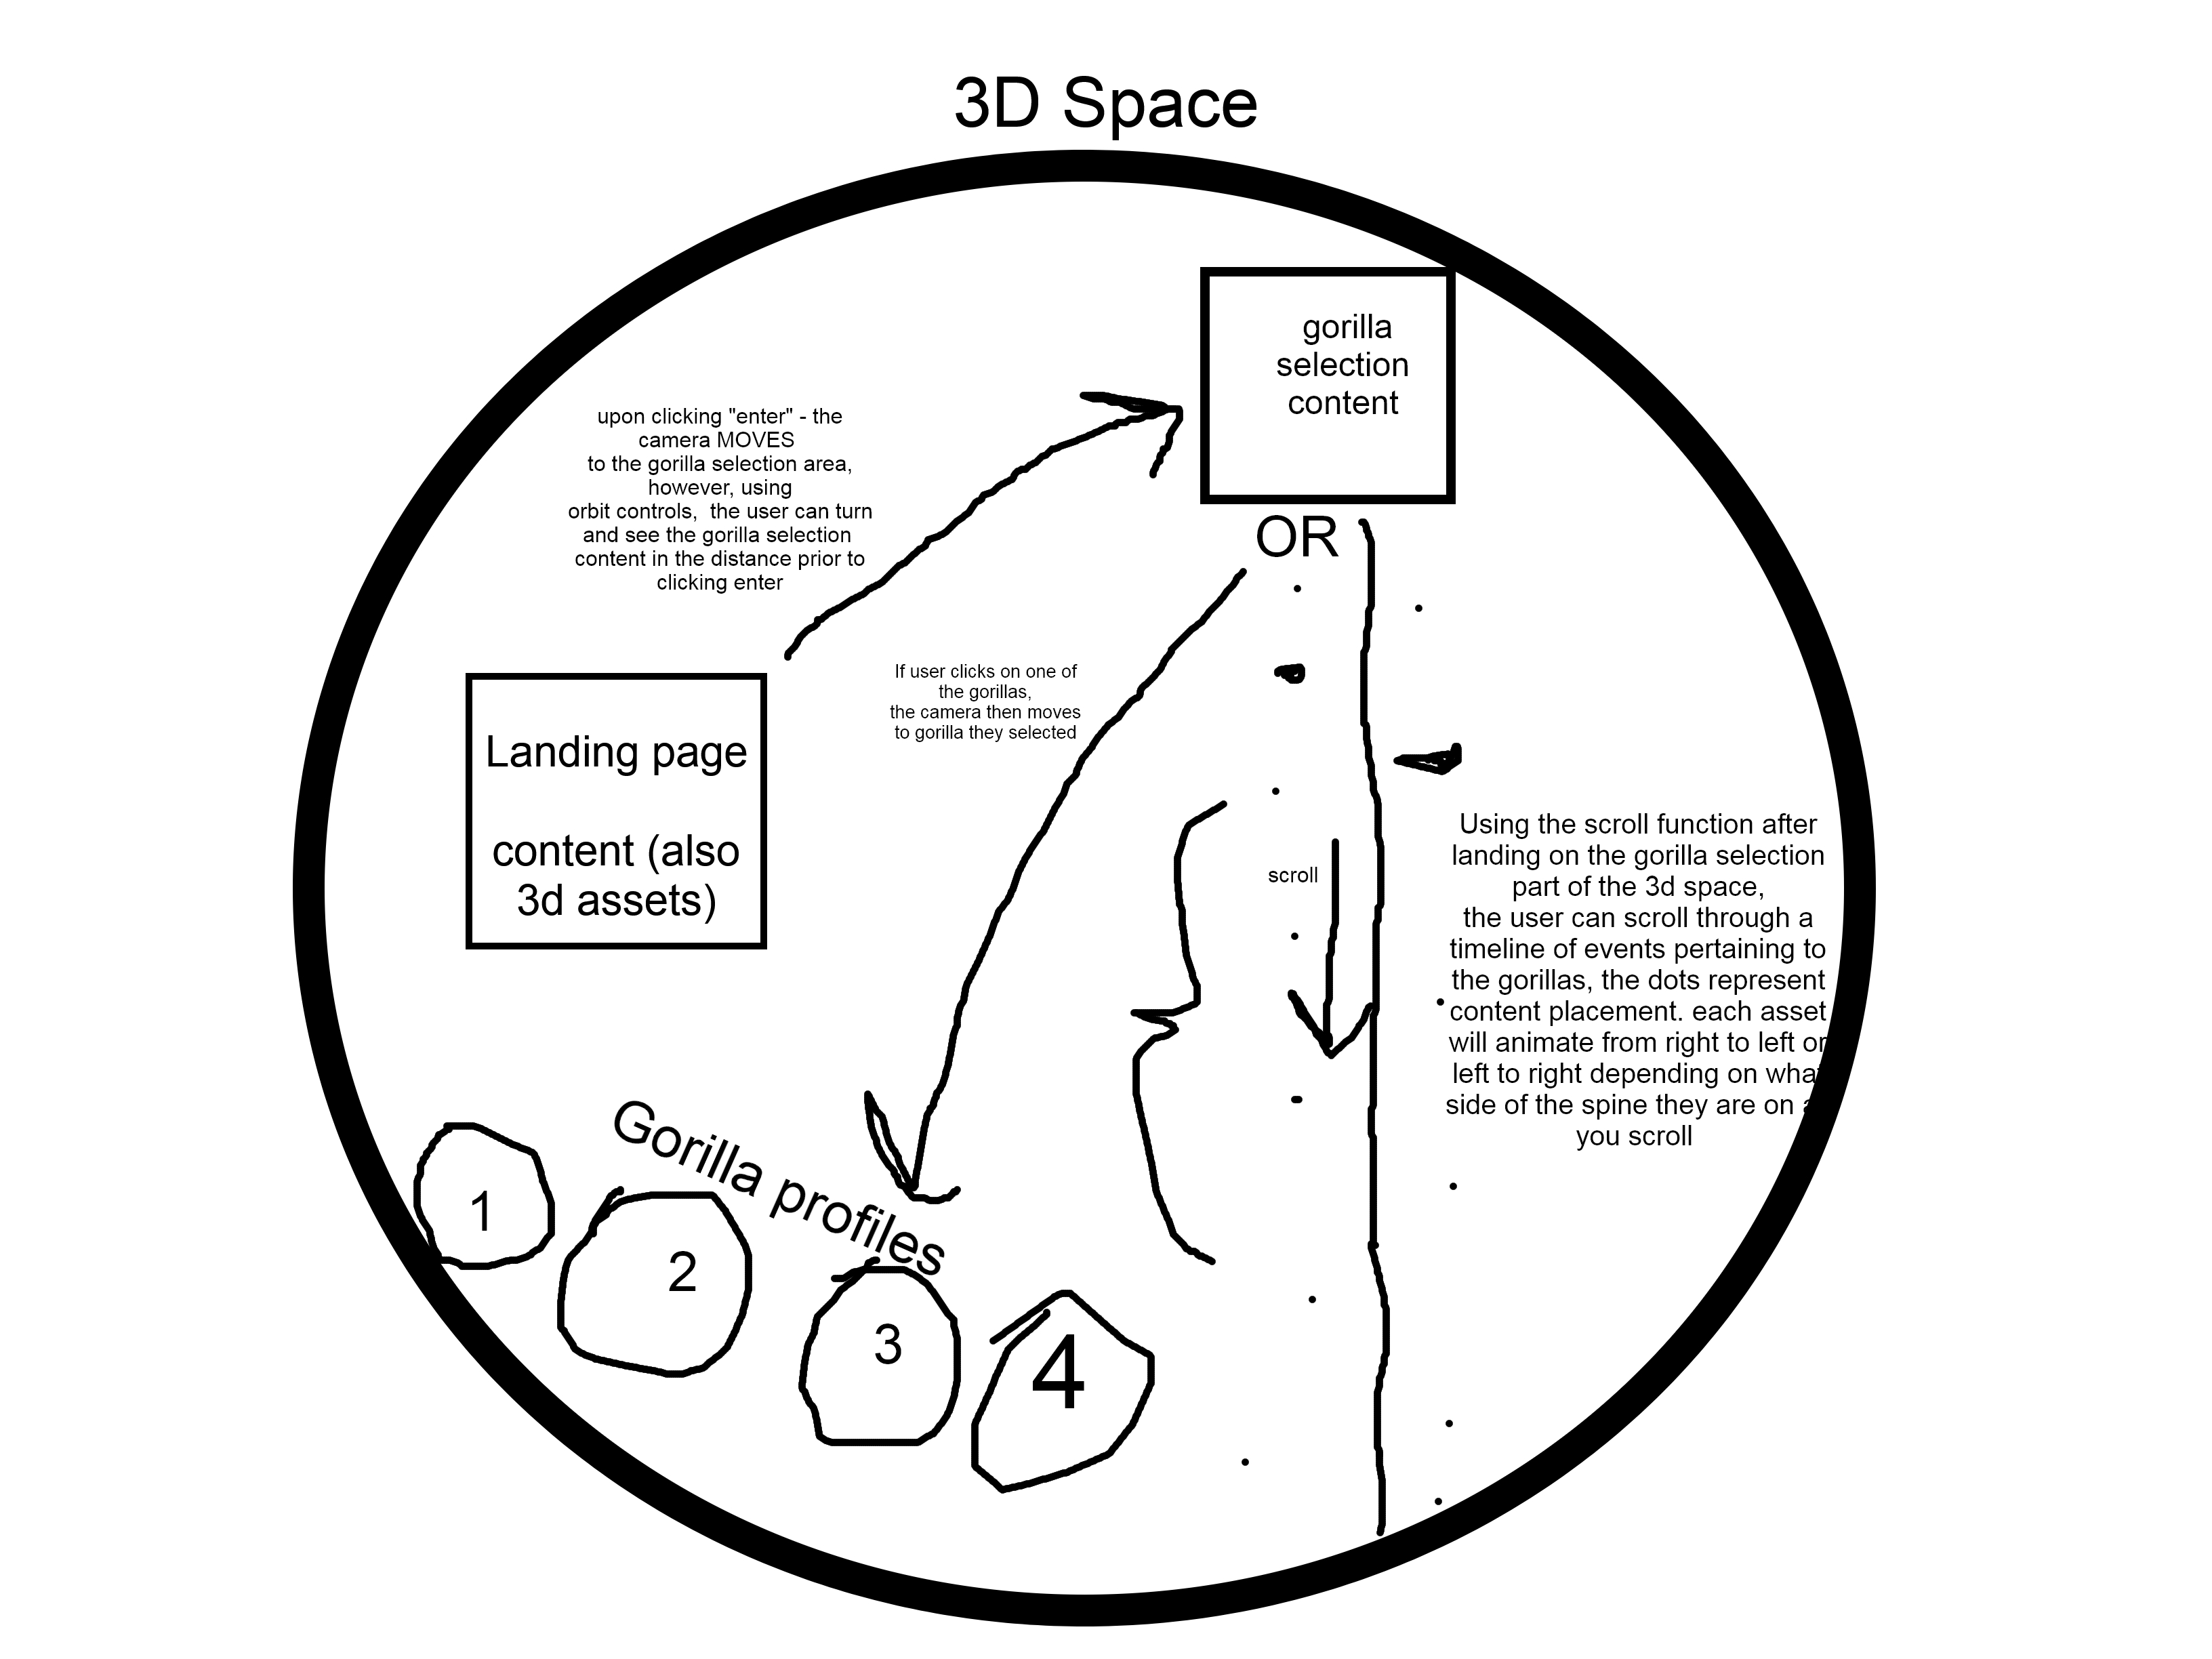 3D Space
gorilla
selection
content
upon clicking "enter" - the
camera MOVES
to the gorilla selection area,
however, using
orbit controls,  the user can turn
and see the gorilla selection
content in the distance prior to
clicking enter
OR
If user clicks on one of
the gorillas,
the camera then moves
to gorilla they selected
Landing page
content (also
3d assets)
scroll
Using the scroll function after
landing on the gorilla selection
part of the 3d space,
the user can scroll through a
timeline of events pertaining to
the gorillas, the dots represent
content placement. each asset
will animate from right to left or
left to right depending on what
side of the spine they are on
you scroll
Gorilla profiles
1
2
3
4